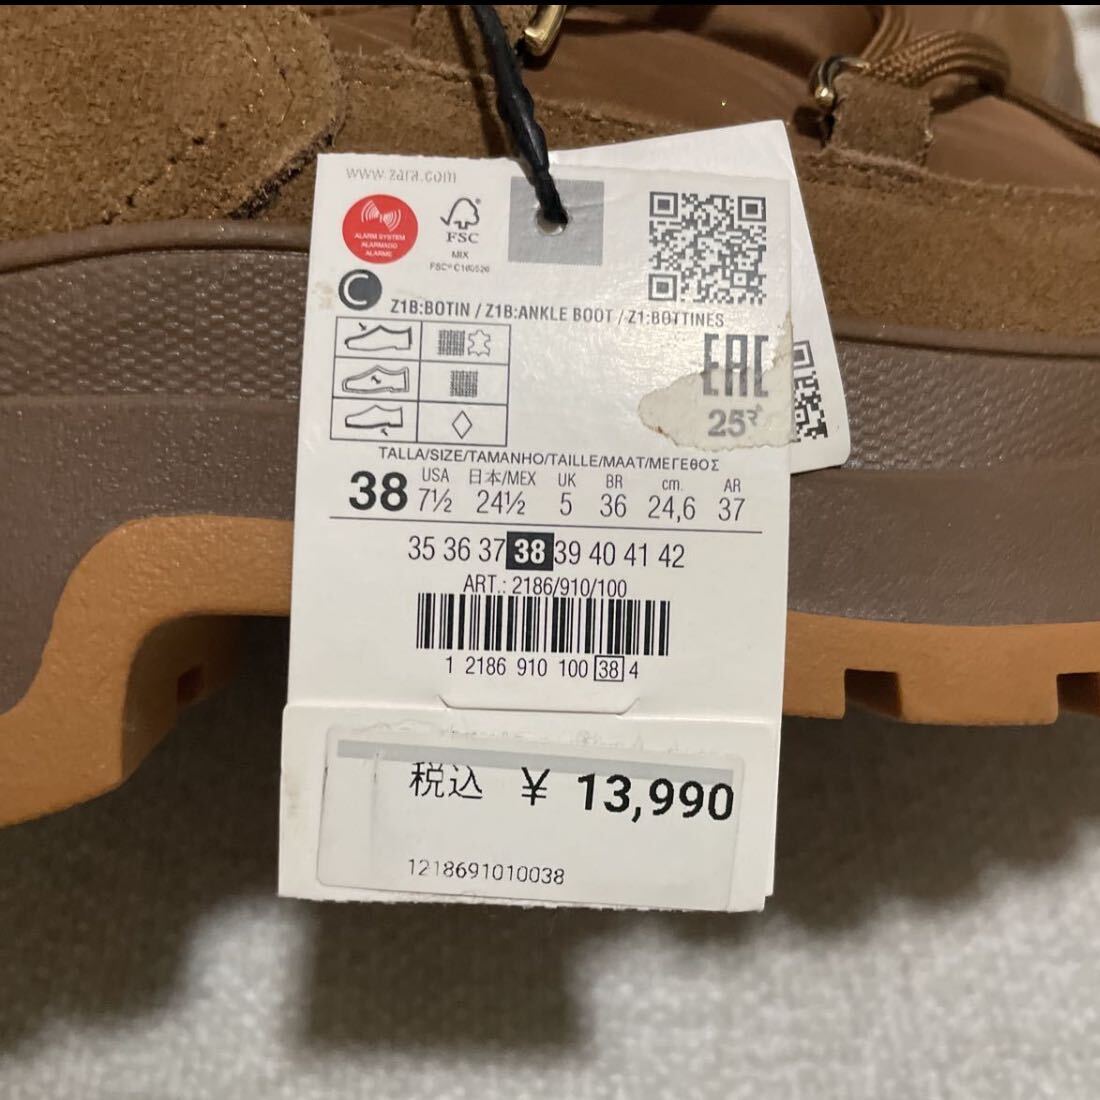 www.zara.com
ALARM SYSTEM
ALARMADO
ALARME
FSC
MIX
C
Z1B:BOTIN / Z1B:ANKLE BOOT / Z1:BOTTINES
EAC
TALLA/SIZE/TAMANHO/TAILLE/MAAT/ΜΕΓΕΘΟΣ
USA 日本/MEX UK BR cm. AR
38 7½ 24½ 5 36 24,6 37
35 36 37 38 39 40 41 42
ART.: 2186/910/100
1 2186 910 100 38 4
税込 ¥ 13,990
1218691010038